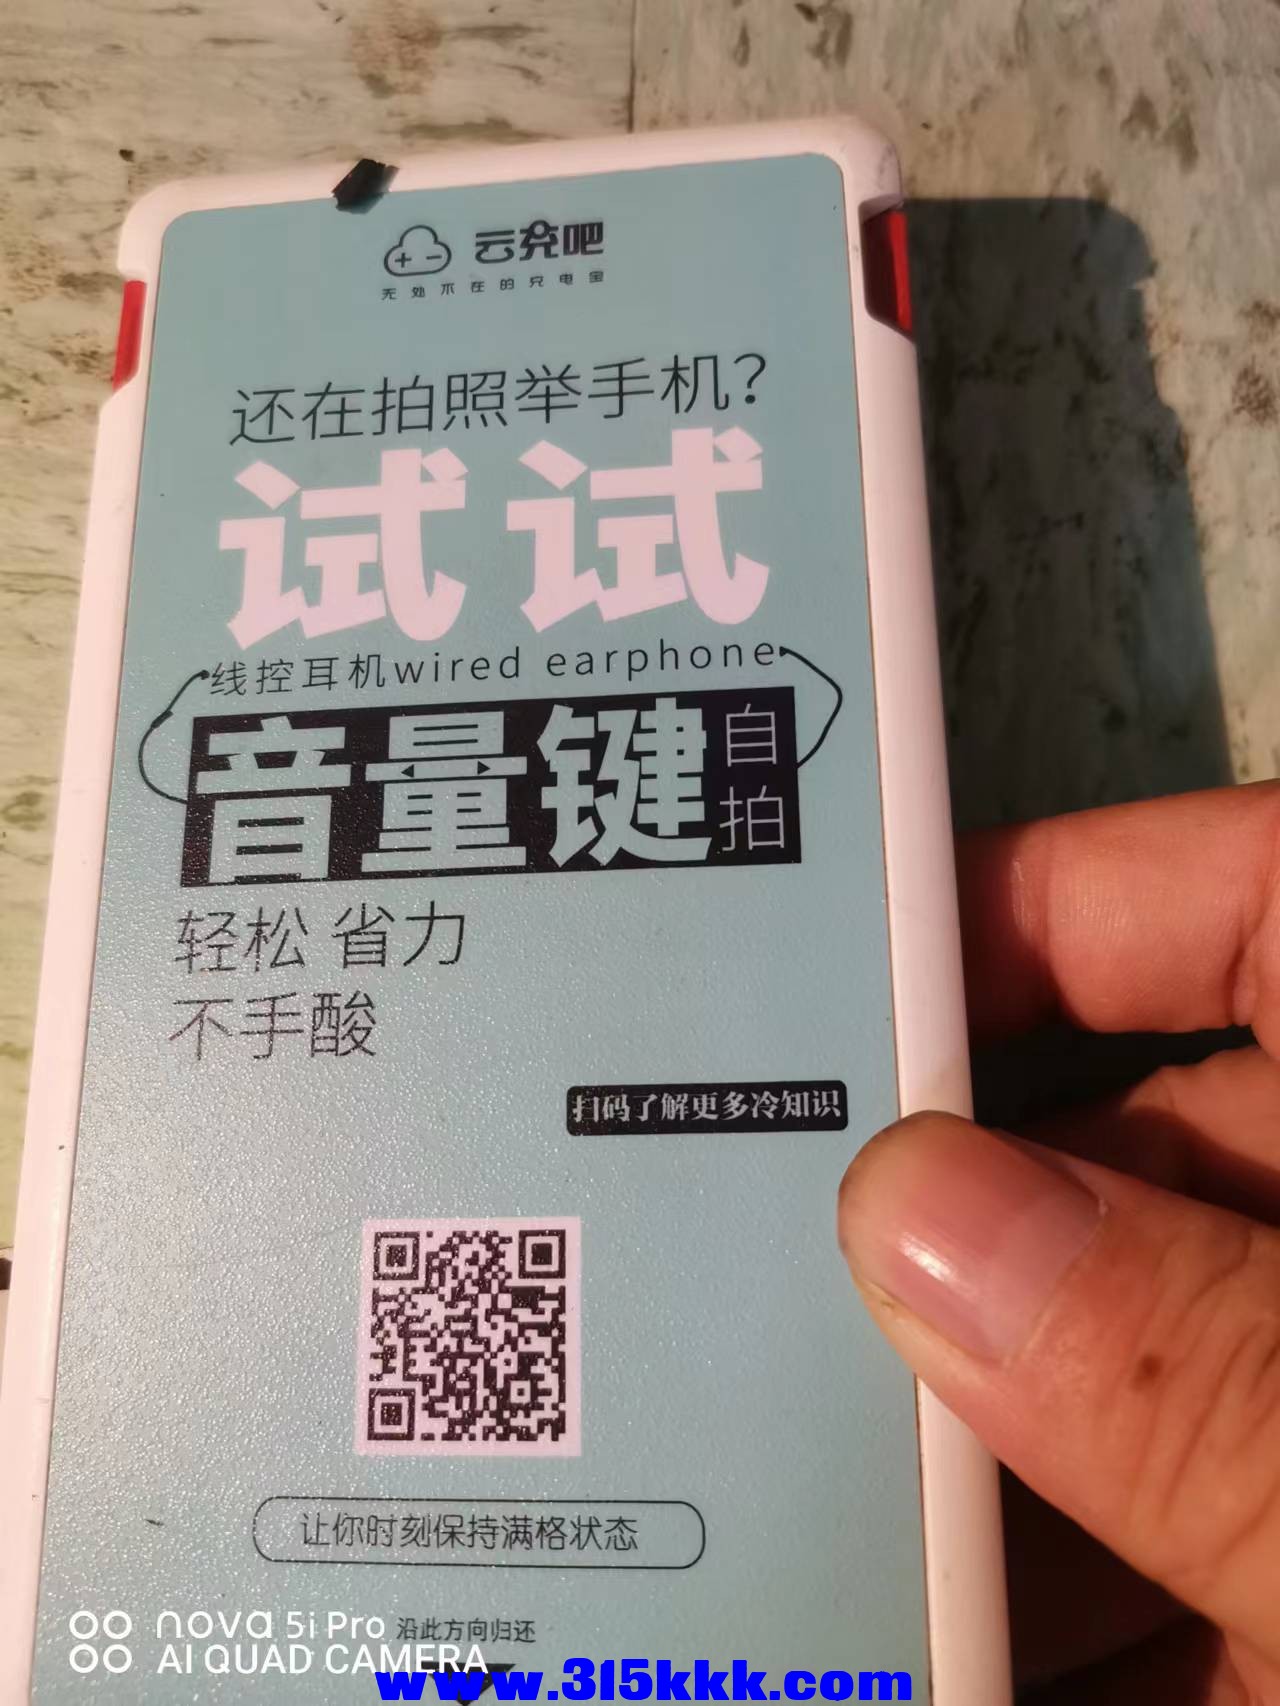 云充吧
无处不在的充电宝
还在拍照举手机?
试试
线控耳机wired earphone
音量键自拍
轻松 省力
不手酸
扫码了解更多冷知识
让你时刻保持满格状态
沿此方向归还
nova 5i Pro
AI QUAD CAMERA
www.315kkk.com